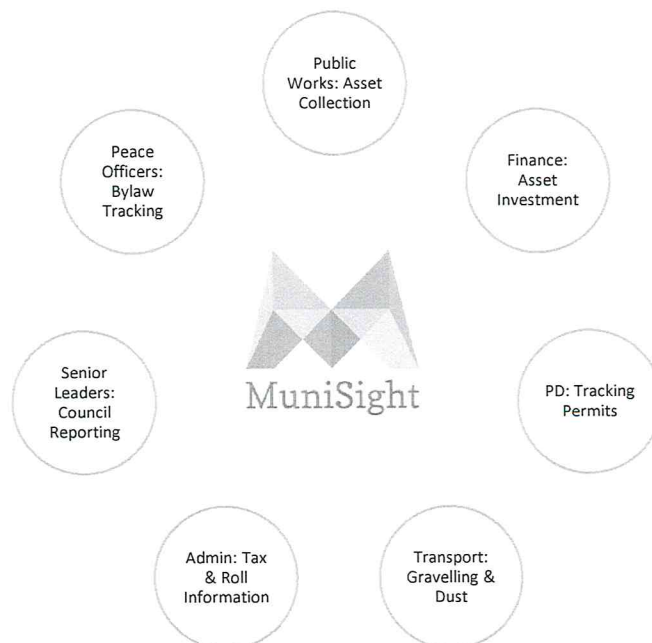 Public
Works: Asset
Collection
Peace
Officers:
Bylaw
Tracking
Finance:
Asset
Investment
MuniSight
Senior
Leaders:
Council
Reporting
PD: Tracking
Permits
Admin: Tax
& Roll
Information
Transport:
Gravelling &
Dust